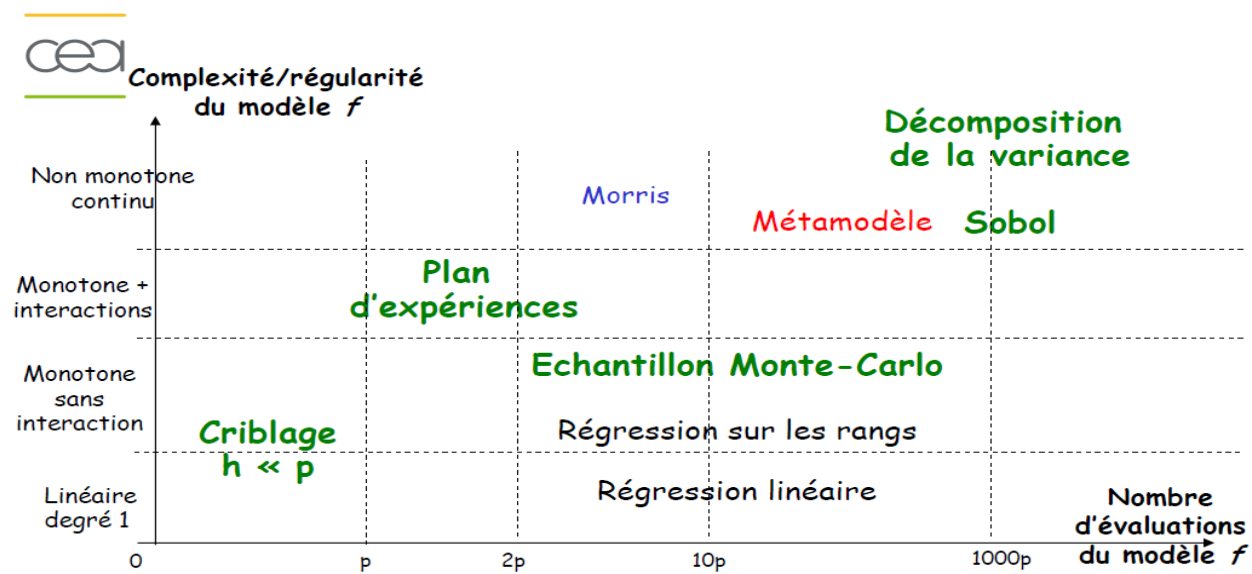 cea
Complexité/régularité
du modèle f
Décomposition
de la variance
Non monotone
continu
Morris
Métamodèle
Sobol
Monotone +
interactions
Plan
d'expériences
Echantillon Monte-Carlo
Monotone
sans
interaction
Criblage
h « p
Régression sur les rangs
Linéaire
degré 1
Régression linéaire
Nombre
d'évaluations
du modèle f
0
p
2p
10p
1000p